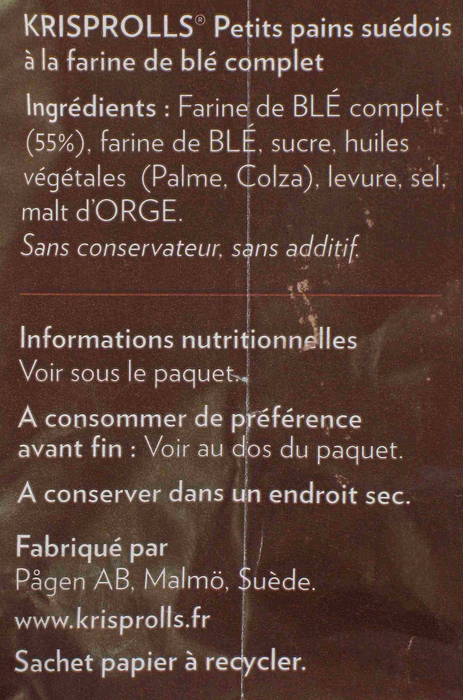 KRISPROLLS® Petits pains suédois
à la farine de blé complet
Ingrédients : Farine de BLÉ complet
(55%), farine de BLÉ, sucre, huiles
végétales (Palme, Colza), levure, sel,
malt d'ORGE.
Sans conservateur, sans additif.
Informations nutritionnelles
Voir sous le paquet.
A consommer de préférence
avant fin : Voir au dos du paquet.
A conserver dans un endroit sec.
Fabriqué par
Pågen AB, Malmö, Suède.
www.krisprolls.fr
Sachet papier à recycler.